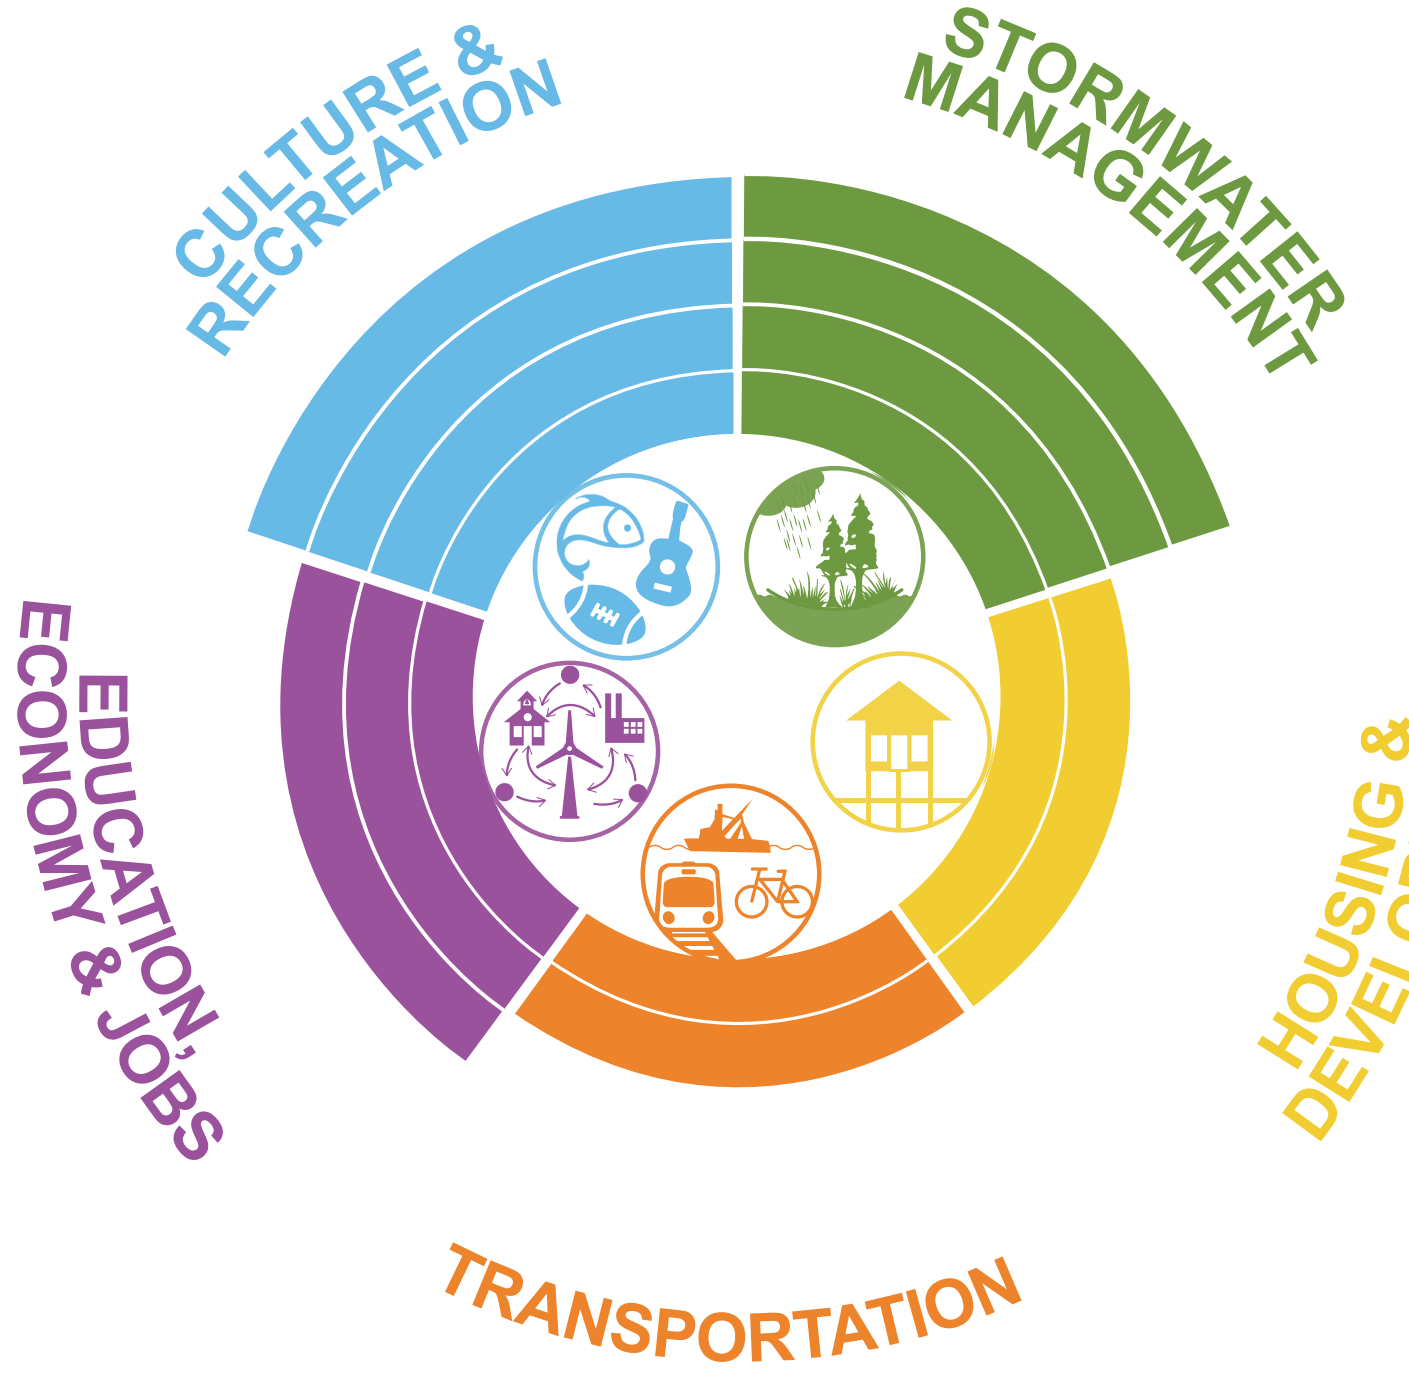 CULTURE &
RECREATION
STORMWATER
MANAGEMENT
EDUCATION,
ECONOMY & JOBS
HOUSING &
TRANSPORTATION